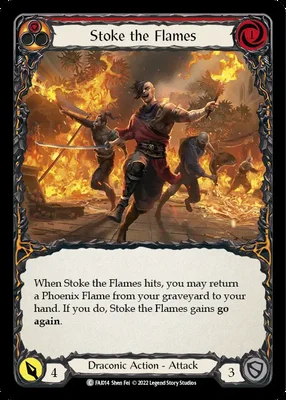 Stoke the Flames
When Stoke the Flames hits, you may return
a Phoenix Flame from your graveyard to your
hand. If you do, Stoke the Flames gains go
again.
4
Draconic Action - Attack
3
C FAI014 Shen Fei © 2022 Legend Story Studios